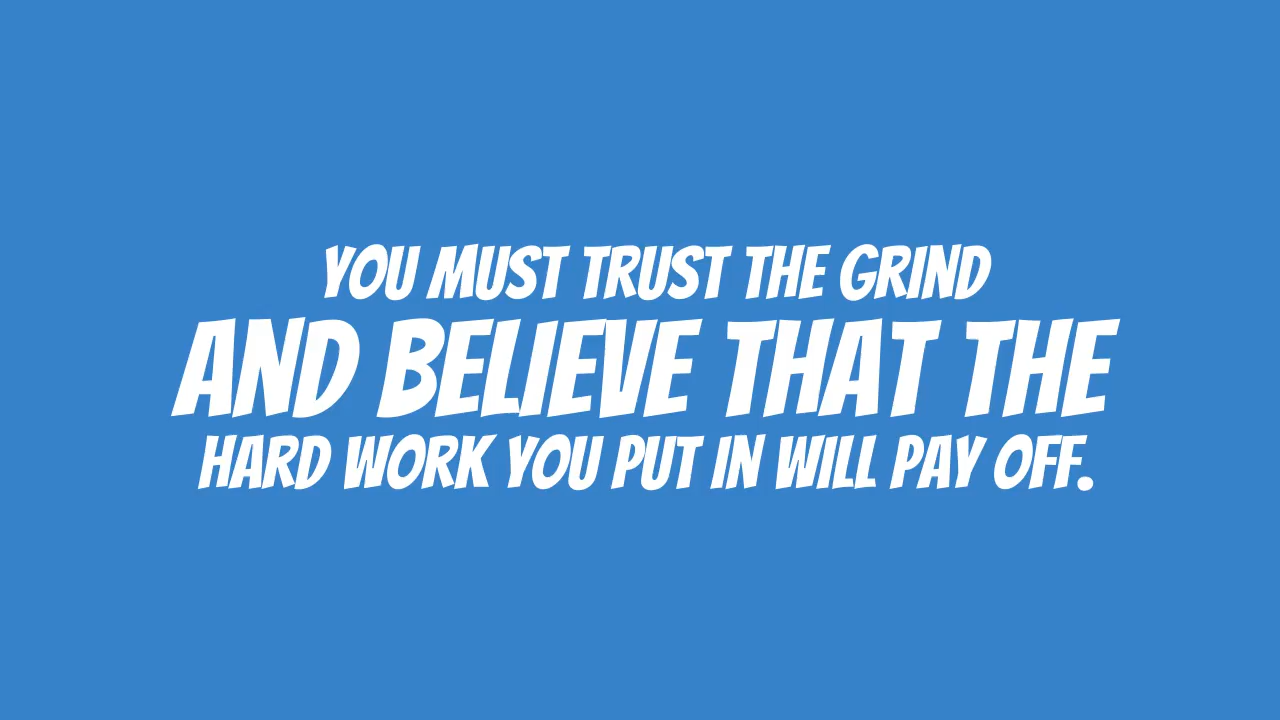 YOU MUST TRUST THE GRIND
AND BELIEVE THAT THE
HARD WORK YOU PUT IN WILL PAY OFF.